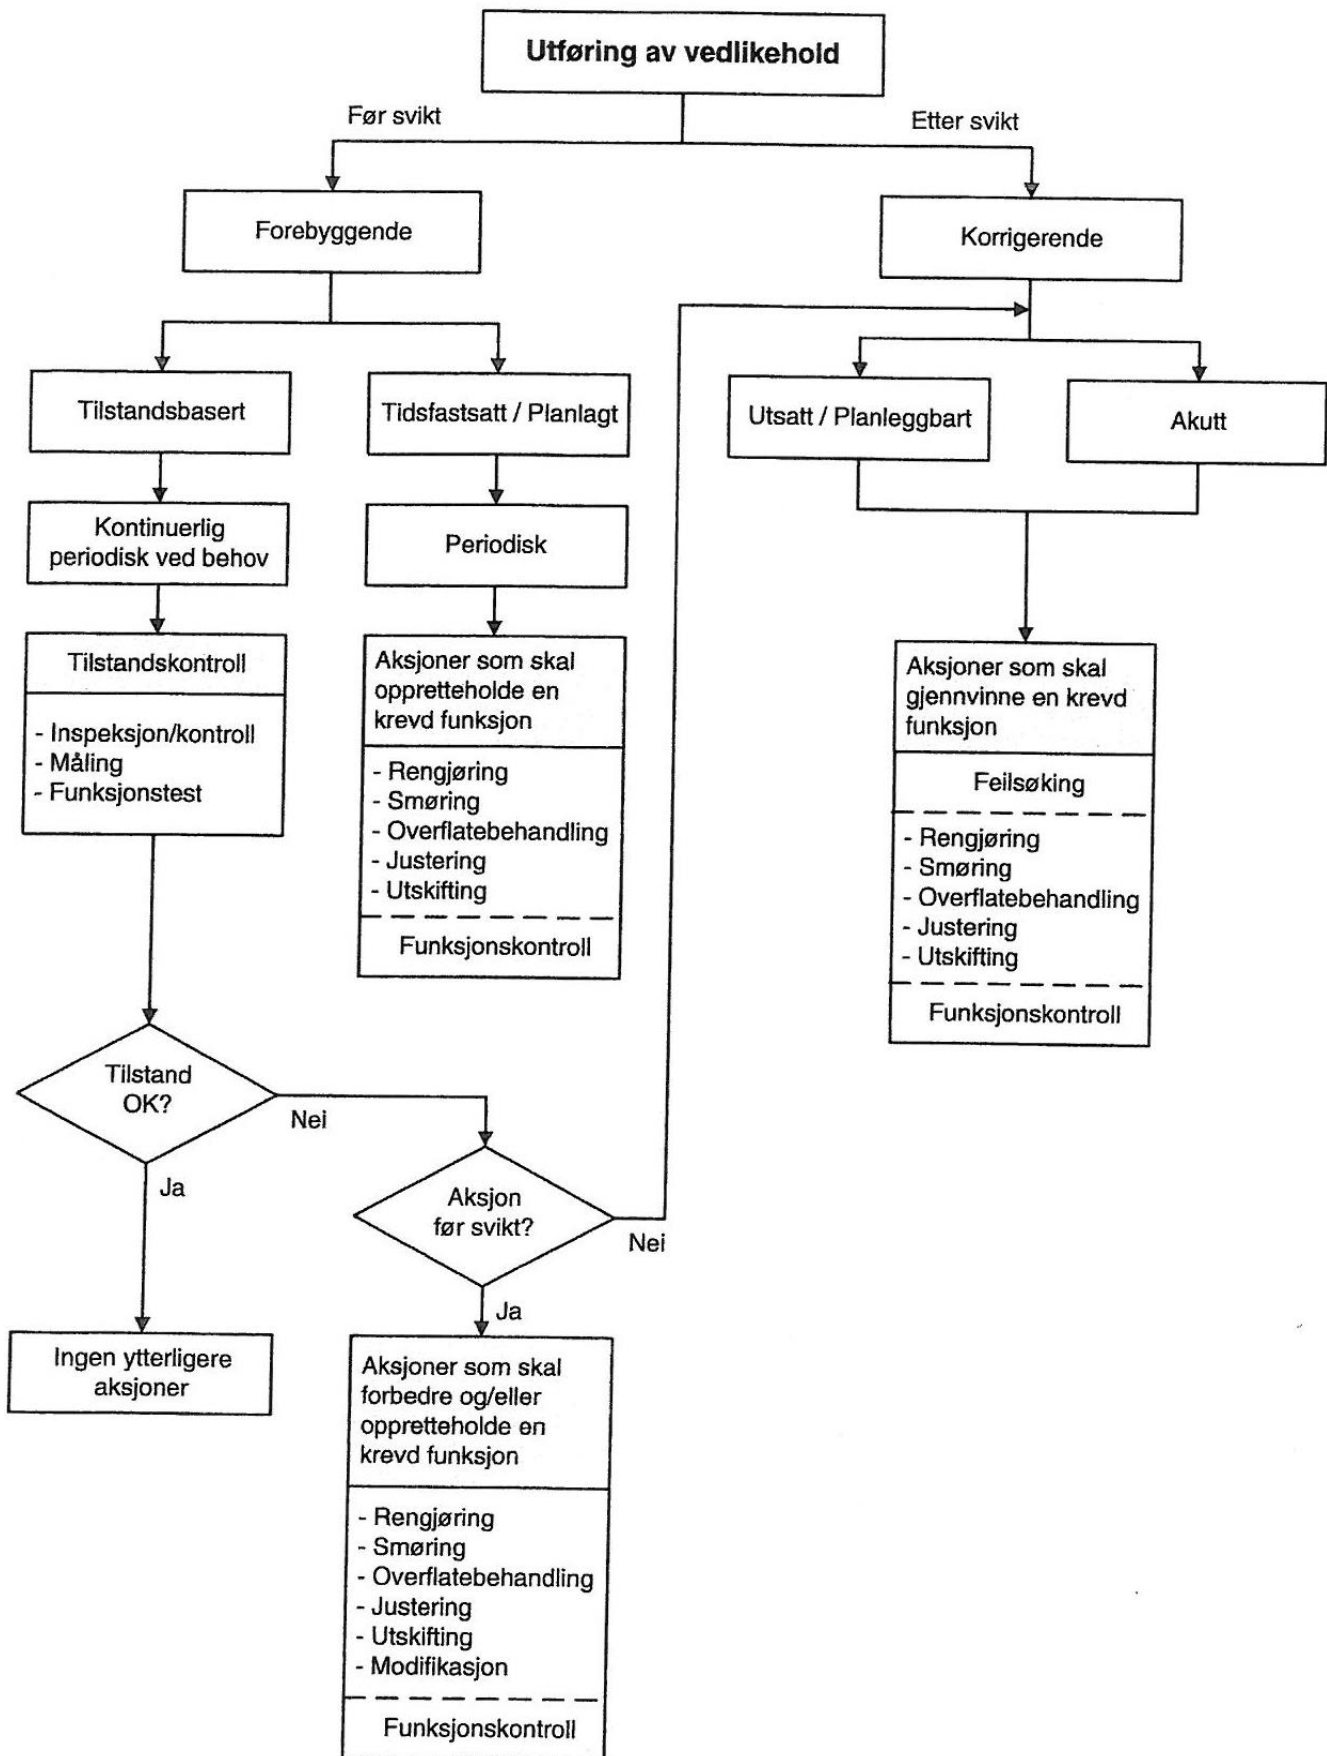 Utføring av vedlikehold
Før svikt
Etter svikt
Forebyggende
Korrigerende
Tilstandsbasert
Tidsfastsatt / Planlagt
Utsatt / Planleggbart
Akutt
Kontinuerlig
periodisk ved behov
Periodisk
Tilstandskontroll
- Inspeksjon/kontroll
- Måling
- Funksjonstest
Aksjoner som skal
oppretteholde en
krevd funksjon
- Rengjøring
- Smøring
- Overflatebehandling
- Justering
- Utskifting
Funksjonskontroll
Aksjoner som skal
gjennvinne en krevd
funksjon
Feilsøking
- Rengjøring
- Smøring
- Overflatebehandling
- Justering
- Utskifting
Funksjonskontroll
Tilstand
OK?
Nei
Ja
Aksjon
før svikt?
Nei
Ja
Ingen ytterligere
aksjoner
Aksjoner som skal
forbedre og/eller
oppretteholde en
krevd funksjon
- Rengjøring
- Smøring
- Overflatebehandling
- Justering
- Utskifting
- Modifikasjon
Funksjonskontroll